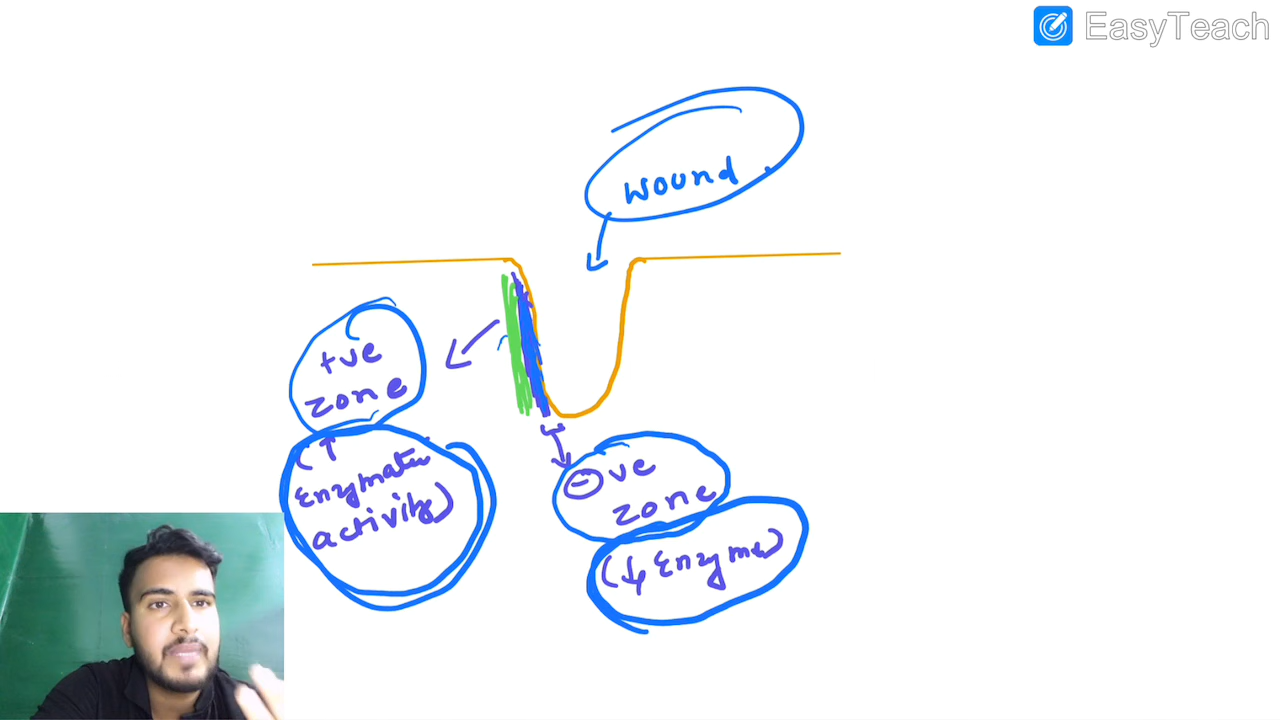 EasyTeach
wound
+ve
zone
(↑
Enzymatic
activity)
⊖ve
zone
(↓ Enzyme)